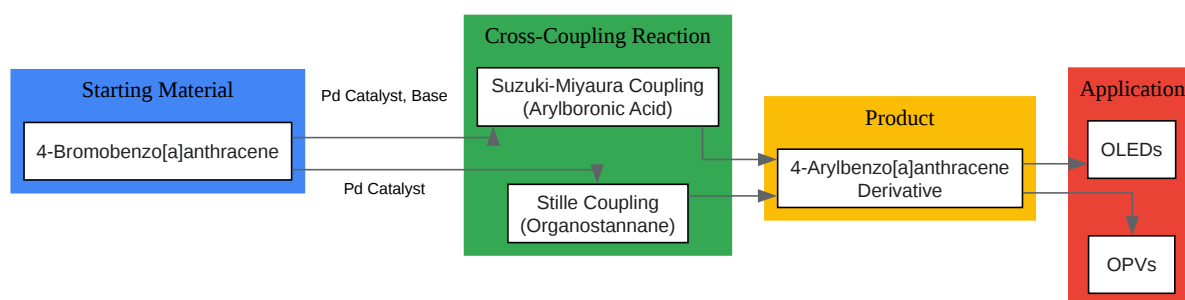 Starting Material
4-Bromobenzo[a]anthracene
Pd Catalyst, Base
Pd Catalyst
Cross-Coupling Reaction
Suzuki-Miyaura Coupling
(Arylboronic Acid)
Stille Coupling
(Organostannane)
Product
4-Arylbenzo[a]anthracene
Derivative
Application
OLEDs
OPVs